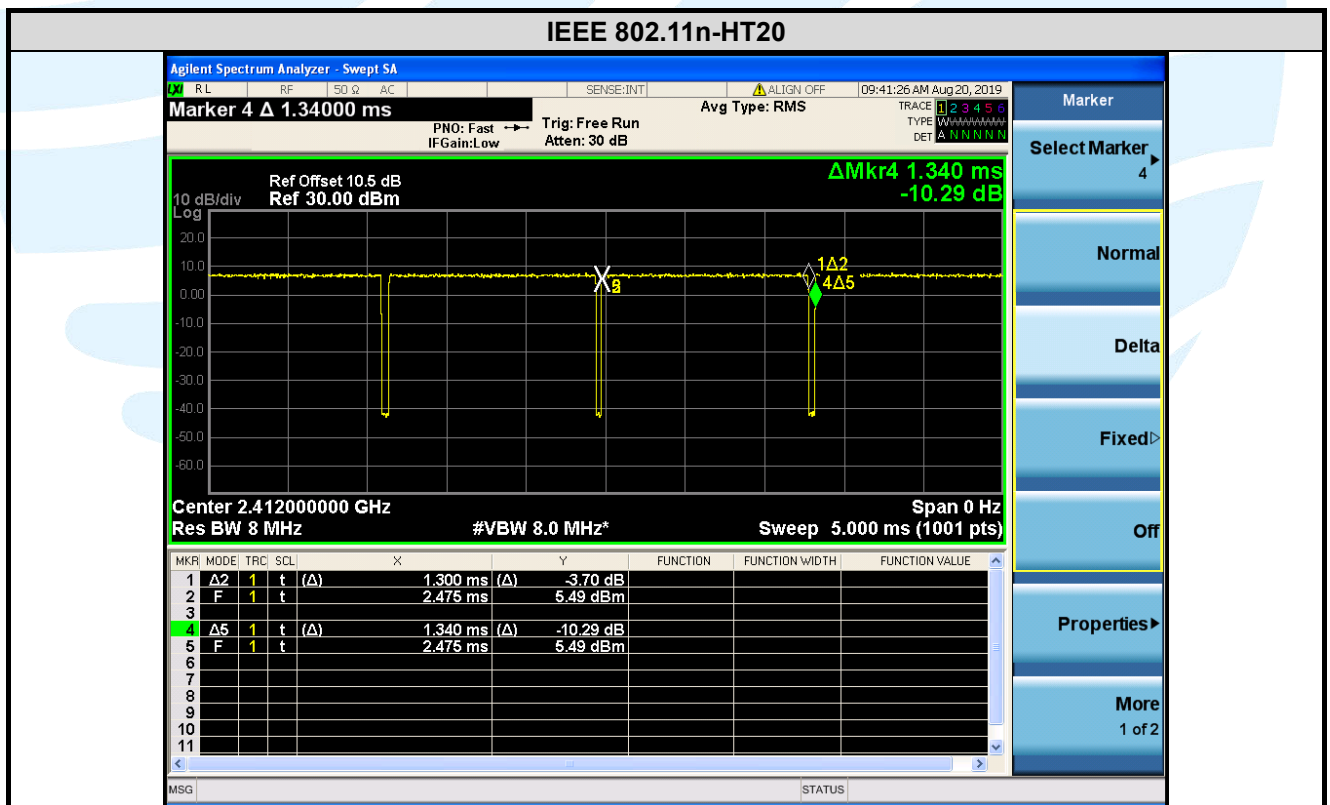 IEEE 802.11n-HT20
Agilent Spectrum Analyzer - Swept SA
LXI RL RF 50 Ω AC SENSE:INT ALIGN OFF 09:41:26 AM Aug 20, 2019
Marker 4 Δ 1.34000 ms
PNO: Fast
IFGain:Low
Trig: Free Run
Atten: 30 dB
Avg Type: RMS
TRACE 1 2 3 4 5 6
TYPE
DET A N N N N N
ΔMkr4 1.340 ms
-10.29 dB
Ref Offset 10.5 dB
10 dB/div Ref 30.00 dBm
Log
20.0
10.0
0.00
-10.0
-20.0
-30.0
-40.0
-50.0
-60.0
1Δ2
4Δ5
Center 2.412000000 GHz Span 0 Hz
Res BW 8 MHz #VBW 8.0 MHz* Sweep 5.000 ms (1001 pts)
MKR MODE TRC SCL X Y FUNCTION FUNCTION WIDTH FUNCTION VALUE
1 Δ2 1 t (Δ) 1.300 ms (Δ) -3.70 dB
2 F 1 t 2.475 ms 5.49 dBm
3
4 Δ5 1 t (Δ) 1.340 ms (Δ) -10.29 dB
5 F 1 t 2.475 ms 5.49 dBm
6
7
8
9
10
11
MSG STATUS
Marker
Select Marker
4
Normal
Delta
Fixed
Off
Properties
More
1 of 2